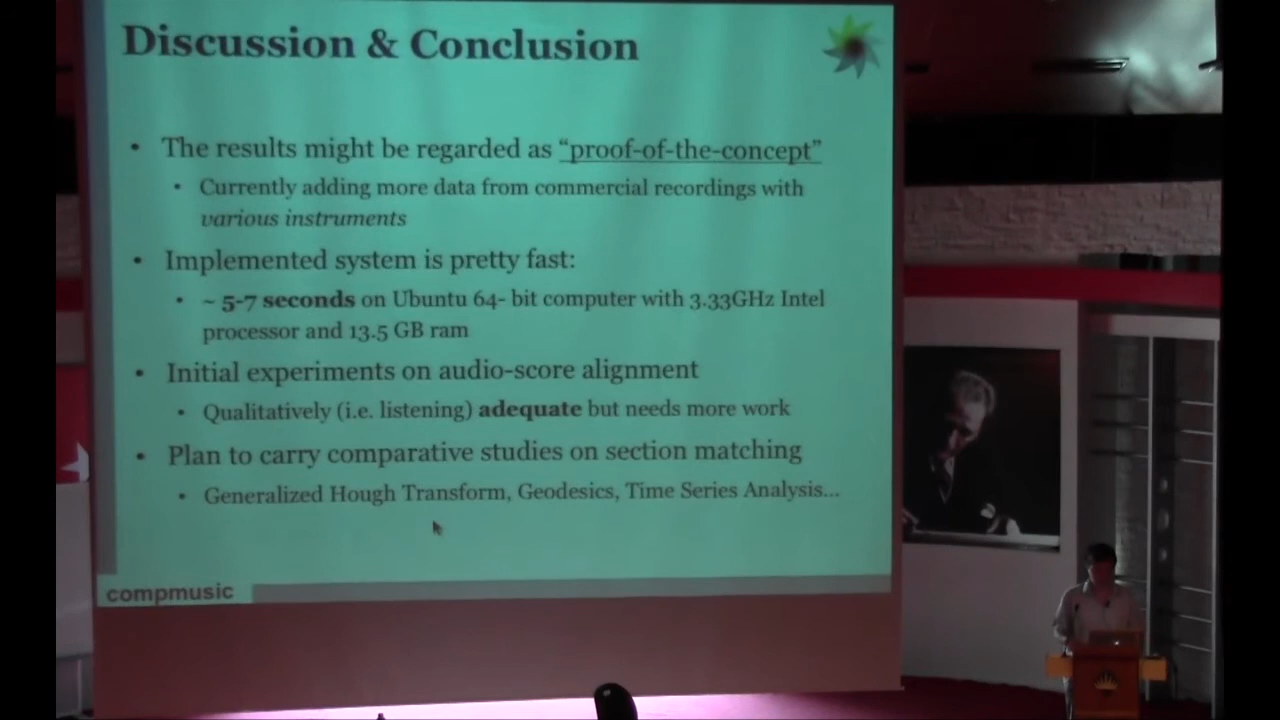 Discussion & Conclusion
• The results might be regarded as “proof-of-the-concept”
• Currently adding more data from commercial recordings with
various instruments
• Implemented system is pretty fast:
• ~ 5-7 seconds on Ubuntu 64- bit computer with 3.33GHz Intel
processor and 13.5 GB ram
• Initial experiments on audio-score alignment
• Qualitatively (i.e. listening) adequate but needs more work
• Plan to carry comparative studies on section matching
• Generalized Hough Transform, Geodesics, Time Series Analysis...
compmusic